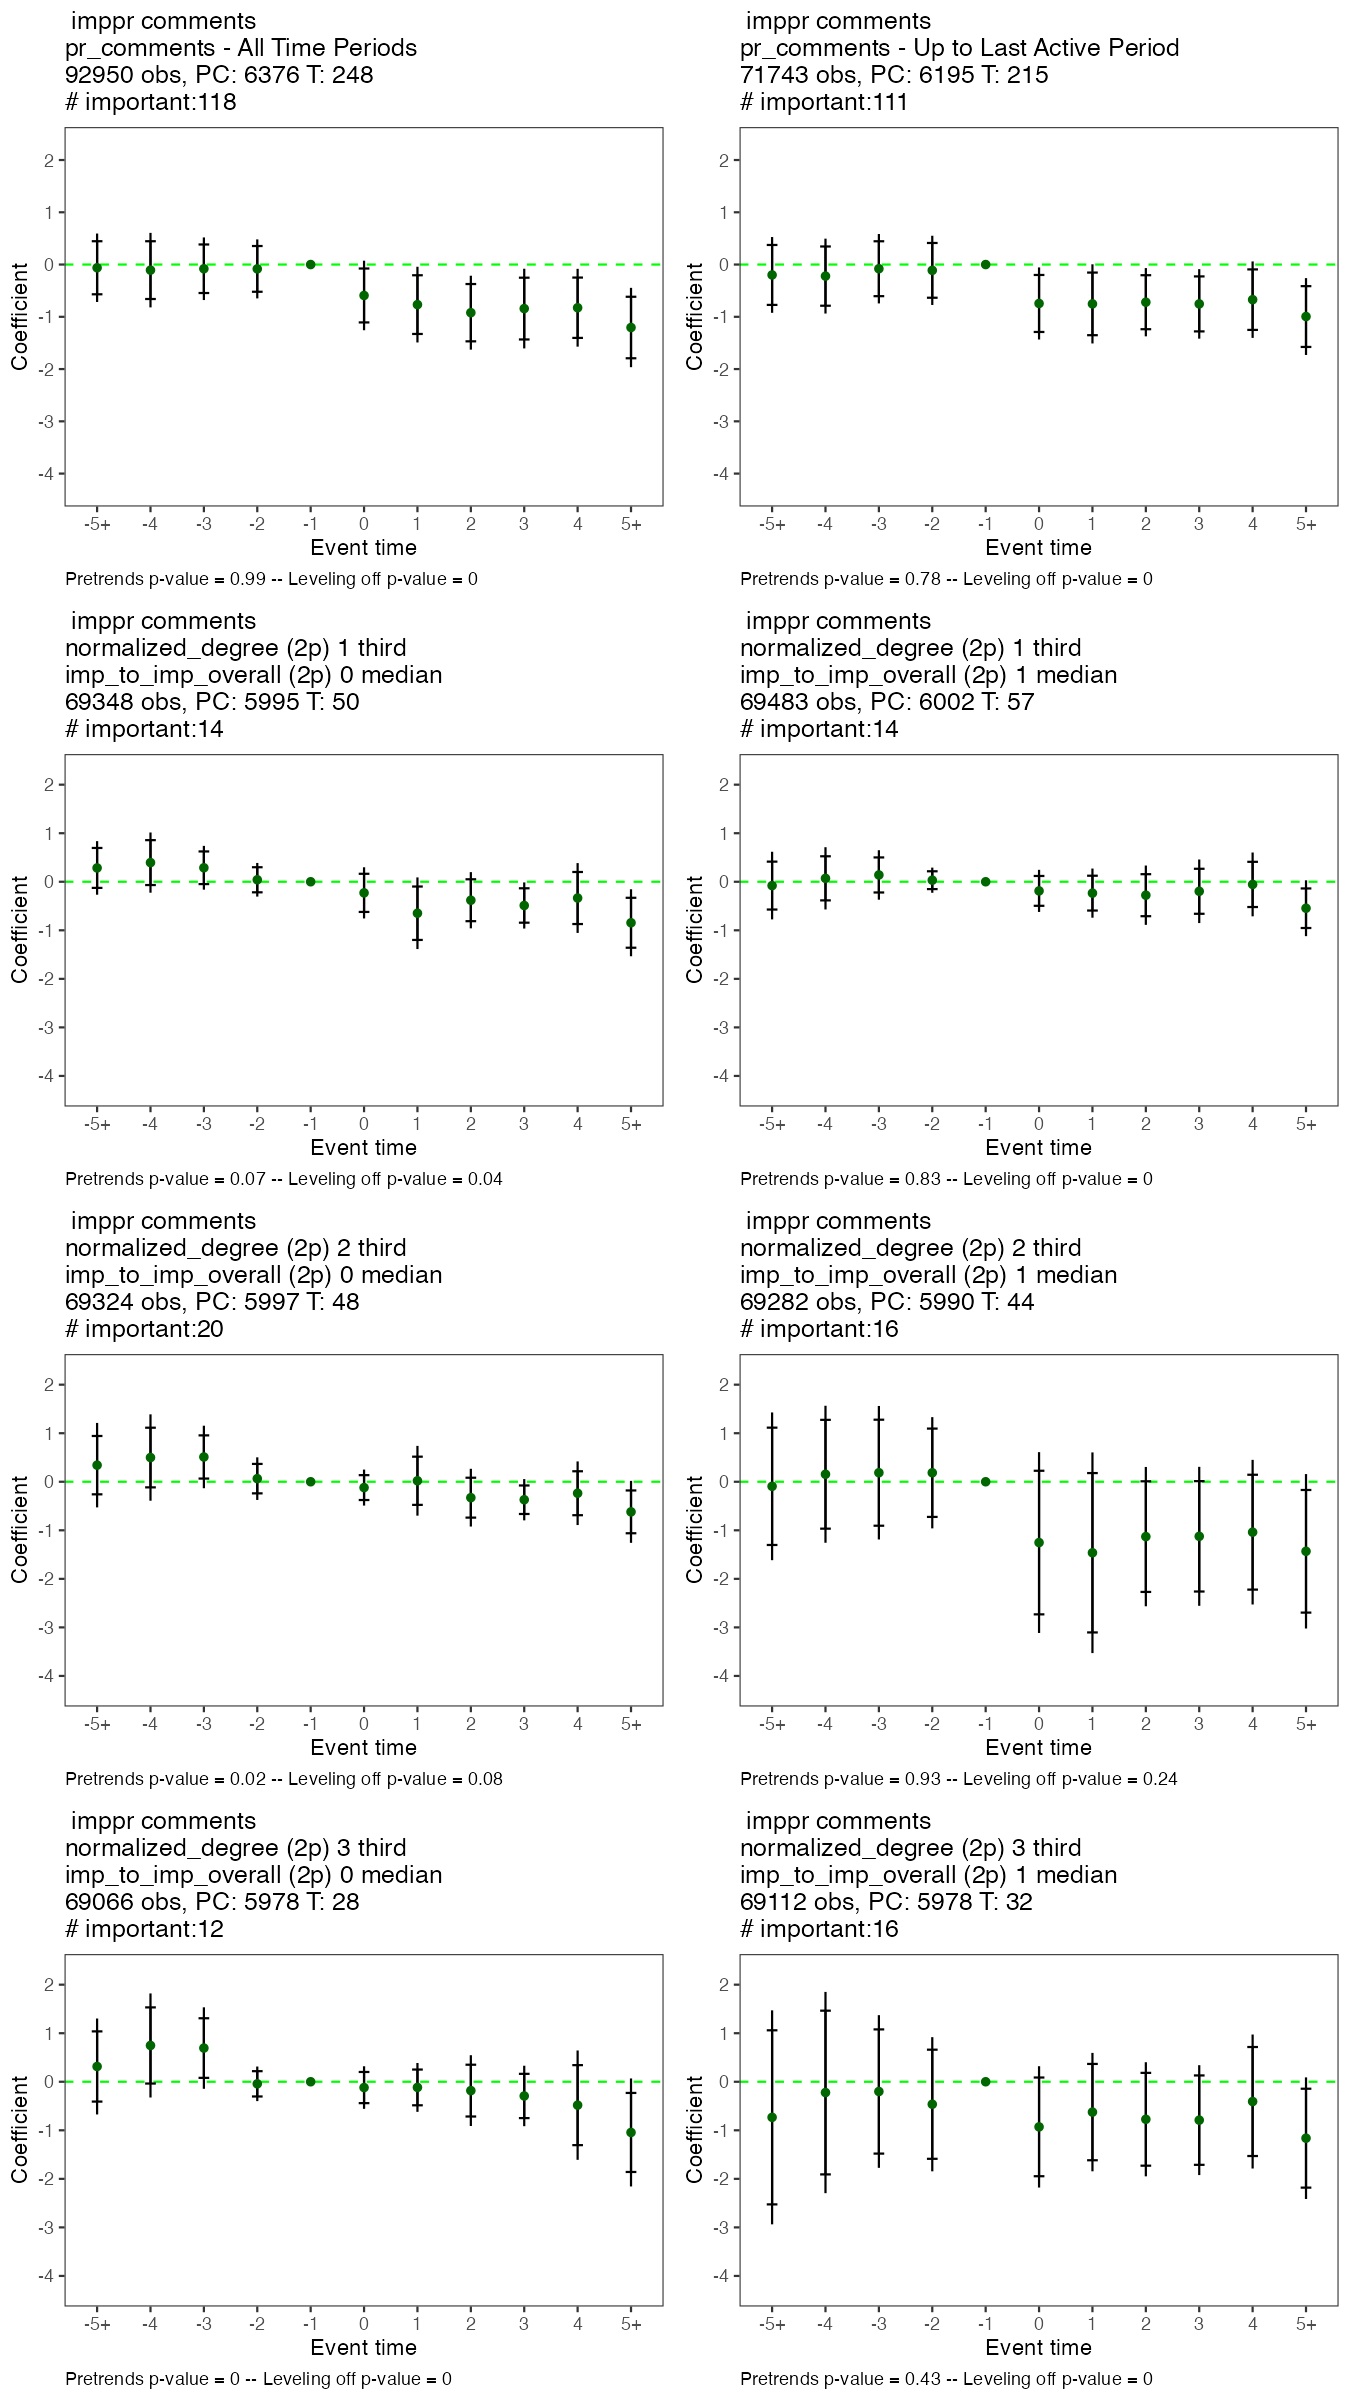 imppr comments
pr_comments - All Time Periods
92950 obs, PC: 6376 T: 248
# important:118
2
1
0
-1
-2
-3
-4
Coefficient
-5+ -4 -3 -2 -1 0 1 2 3 4 5+
Event time
Pretrends p-value = 0.99 -- Leveling off p-value = 0
imppr comments
pr_comments - Up to Last Active Period
71743 obs, PC: 6195 T: 215
# important:111
2
1
0
-1
-2
-3
-4
Coefficient
-5+ -4 -3 -2 -1 0 1 2 3 4 5+
Event time
Pretrends p-value = 0.78 -- Leveling off p-value = 0
imppr comments
normalized_degree (2p) 1 third
imp_to_imp_overall (2p) 0 median
69348 obs, PC: 5995 T: 50
# important:14
2
1
0
-1
-2
-3
-4
Coefficient
-5+ -4 -3 -2 -1 0 1 2 3 4 5+
Event time
Pretrends p-value = 0.07 -- Leveling off p-value = 0.04
imppr comments
normalized_degree (2p) 1 third
imp_to_imp_overall (2p) 1 median
69483 obs, PC: 6002 T: 57
# important:14
2
1
0
-1
-2
-3
-4
Coefficient
-5+ -4 -3 -2 -1 0 1 2 3 4 5+
Event time
Pretrends p-value = 0.83 -- Leveling off p-value = 0
imppr comments
normalized_degree (2p) 2 third
imp_to_imp_overall (2p) 0 median
69324 obs, PC: 5997 T: 48
# important:20
2
1
0
-1
-2
-3
-4
Coefficient
-5+ -4 -3 -2 -1 0 1 2 3 4 5+
Event time
Pretrends p-value = 0.02 -- Leveling off p-value = 0.08
imppr comments
normalized_degree (2p) 2 third
imp_to_imp_overall (2p) 1 median
69282 obs, PC: 5990 T: 44
# important:16
2
1
0
-1
-2
-3
-4
Coefficient
-5+ -4 -3 -2 -1 0 1 2 3 4 5+
Event time
Pretrends p-value = 0.93 -- Leveling off p-value = 0.24
imppr comments
normalized_degree (2p) 3 third
imp_to_imp_overall (2p) 0 median
69066 obs, PC: 5978 T: 28
# important:12
2
1
0
-1
-2
-3
-4
Coefficient
-5+ -4 -3 -2 -1 0 1 2 3 4 5+
Event time
Pretrends p-value = 0 -- Leveling off p-value = 0
imppr comments
normalized_degree (2p) 3 third
imp_to_imp_overall (2p) 1 median
69112 obs, PC: 5978 T: 32
# important:16
2
1
0
-1
-2
-3
-4
Coefficient
-5+ -4 -3 -2 -1 0 1 2 3 4 5+
Event time
Pretrends p-value = 0.43 -- Leveling off p-value = 0